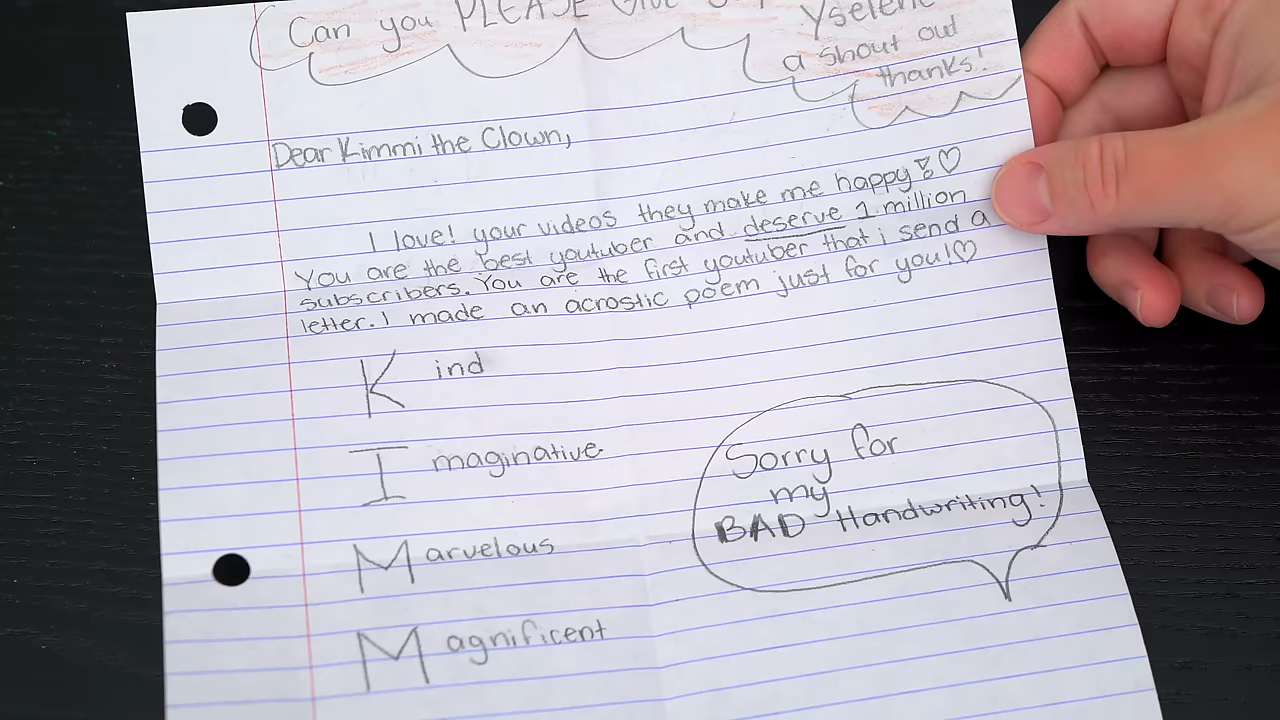 Can you PLEASE Give
a shout out
thanks!
Dear Kimmi the Clown,
I love! your videos they make me happy!♡
You are the best youtuber and deserve 1 million
subscribers. You are the first youtuber that i send a
letter. I made an acrostic poem just for you!♡
K ind
I maginative
M arvelous
M agnificent
Sorry for
my
BAD Handwriting!